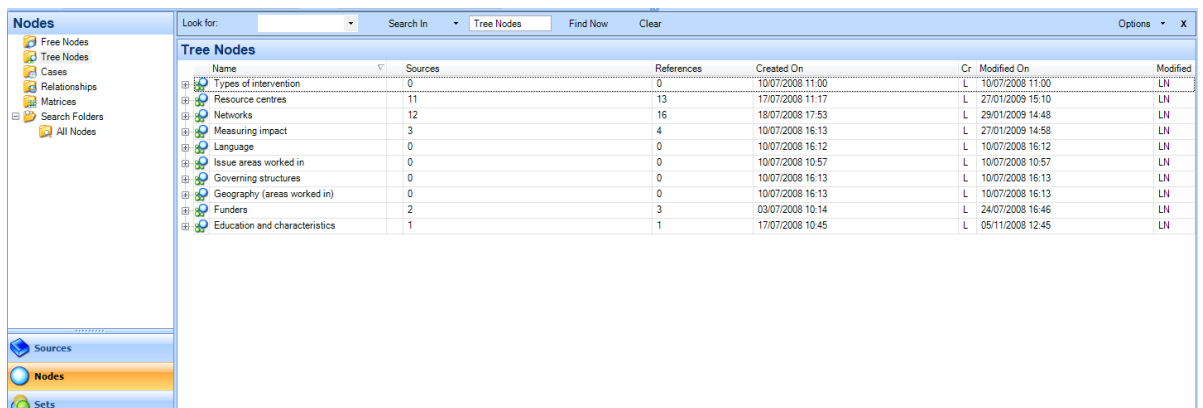 Nodes
Free Nodes
Tree Nodes
Cases
Relationships
Matrices
Search Folders
All Nodes
Sources
Nodes
Sets
Look for: Search In Tree Nodes Find Now Clear Options x
Tree Nodes
Name Sources References Created On Cr Modified On Modified
Types of intervention 0 0 10/07/2008 11:00 L 10/07/2008 11:00 LN
Resource centres 11 13 17/07/2008 11:17 L 27/01/2009 15:10 LN
Networks 12 16 18/07/2008 17:53 L 29/01/2009 14:48 LN
Measuring impact 3 4 10/07/2008 16:13 L 27/01/2009 14:58 LN
Language 0 0 10/07/2008 16:12 L 10/07/2008 16:12 LN
Issue areas worked in 0 0 10/07/2008 10:57 L 10/07/2008 10:57 LN
Governing structures 0 0 10/07/2008 16:13 L 10/07/2008 16:13 LN
Geography (areas worked in) 0 0 10/07/2008 16:13 L 10/07/2008 16:13 LN
Funders 2 3 03/07/2008 10:14 L 24/07/2008 16:46 LN
Education and characteristics 1 1 17/07/2008 10:45 L 05/11/2008 12:45 LN